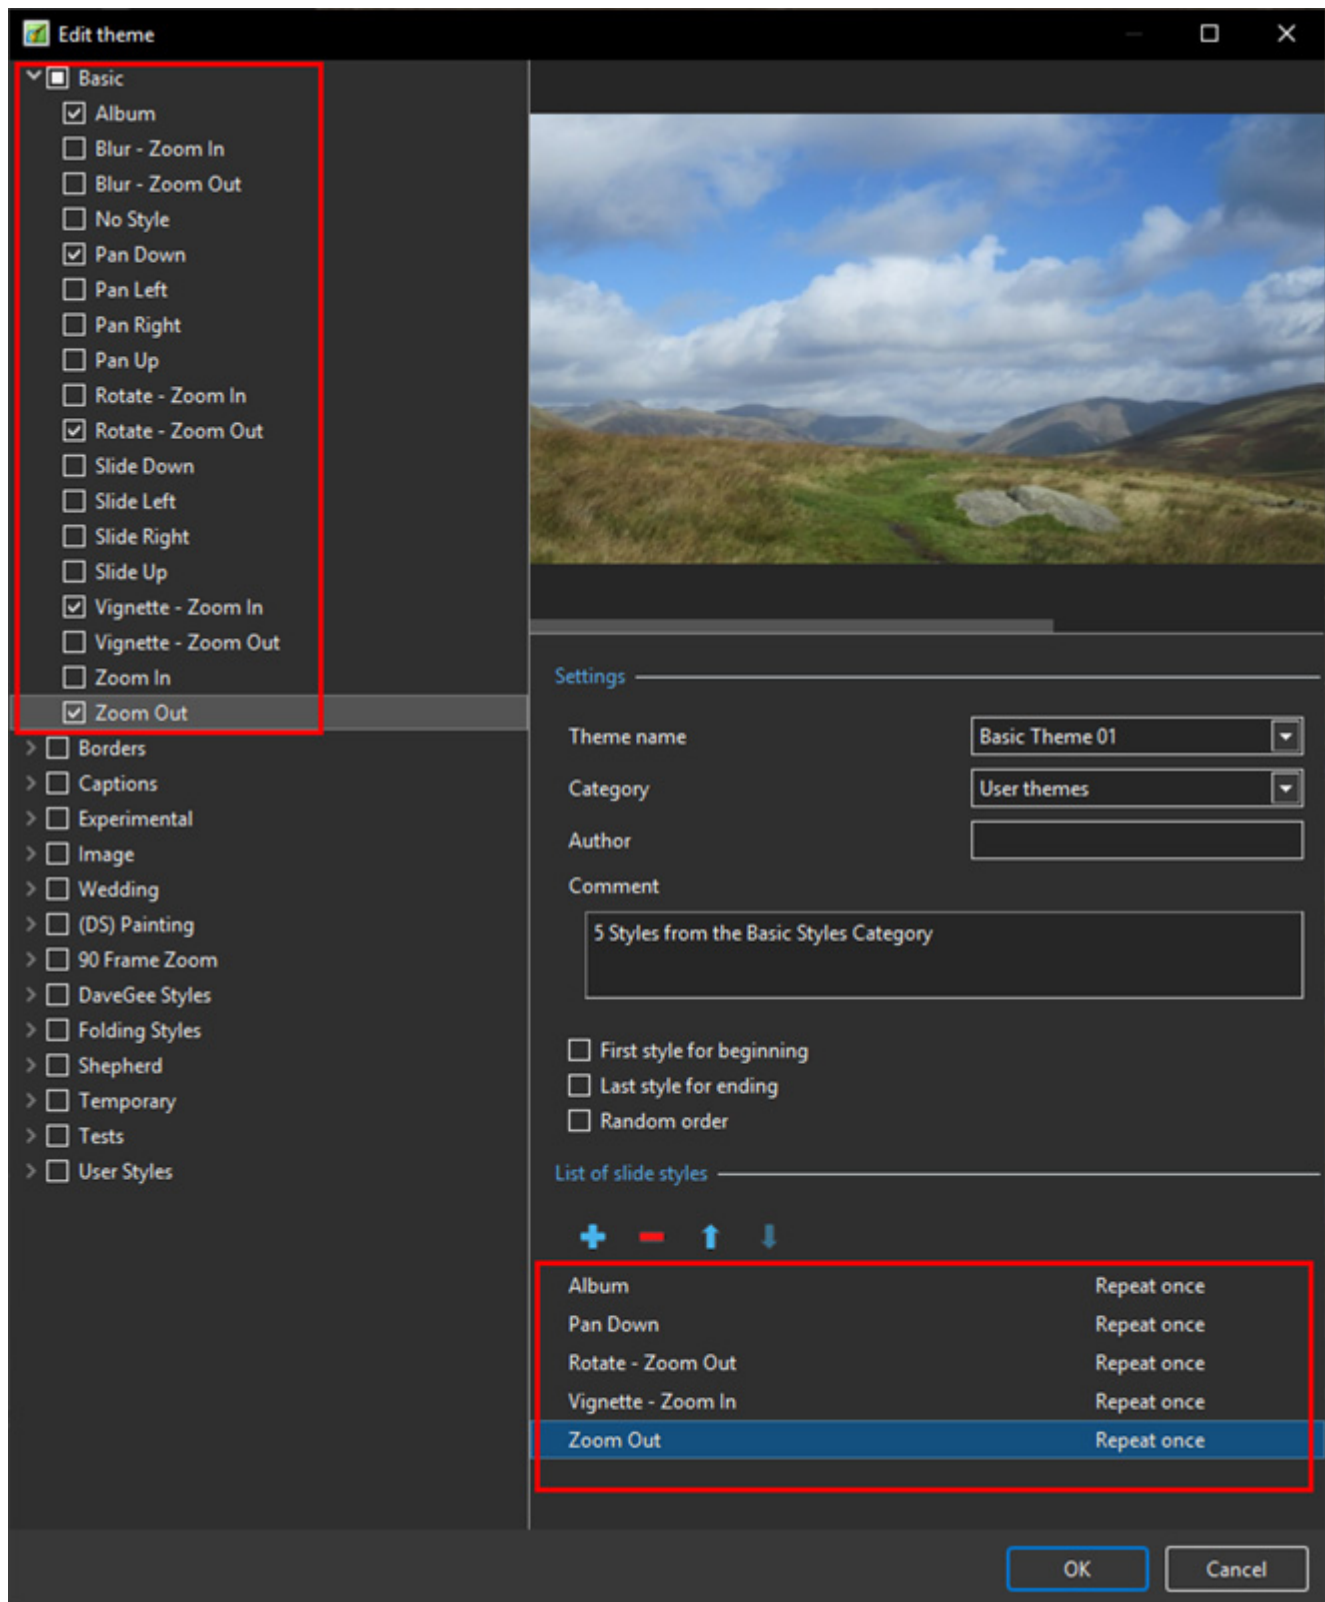 Edit theme
Basic
Album
Blur - Zoom In
Blur - Zoom Out
No Style
Pan Down
Pan Left
Pan Right
Pan Up
Rotate - Zoom In
Rotate - Zoom Out
Slide Down
Slide Left
Slide Right
Slide Up
Vignette - Zoom In
Vignette - Zoom Out
Zoom In
Zoom Out
Borders
Captions
Experimental
Image
Wedding
(DS) Painting
90 Frame Zoom
DaveGee Styles
Folding Styles
Shepherd
Temporary
Tests
User Styles
Settings
Theme name Basic Theme 01
Category User themes
Author
Comment
5 Styles from the Basic Styles Category
First style for beginning
Last style for ending
Random order
List of slide styles
Album Repeat once
Pan Down Repeat once
Rotate - Zoom Out Repeat once
Vignette - Zoom In Repeat once
Zoom Out Repeat once
OK Cancel